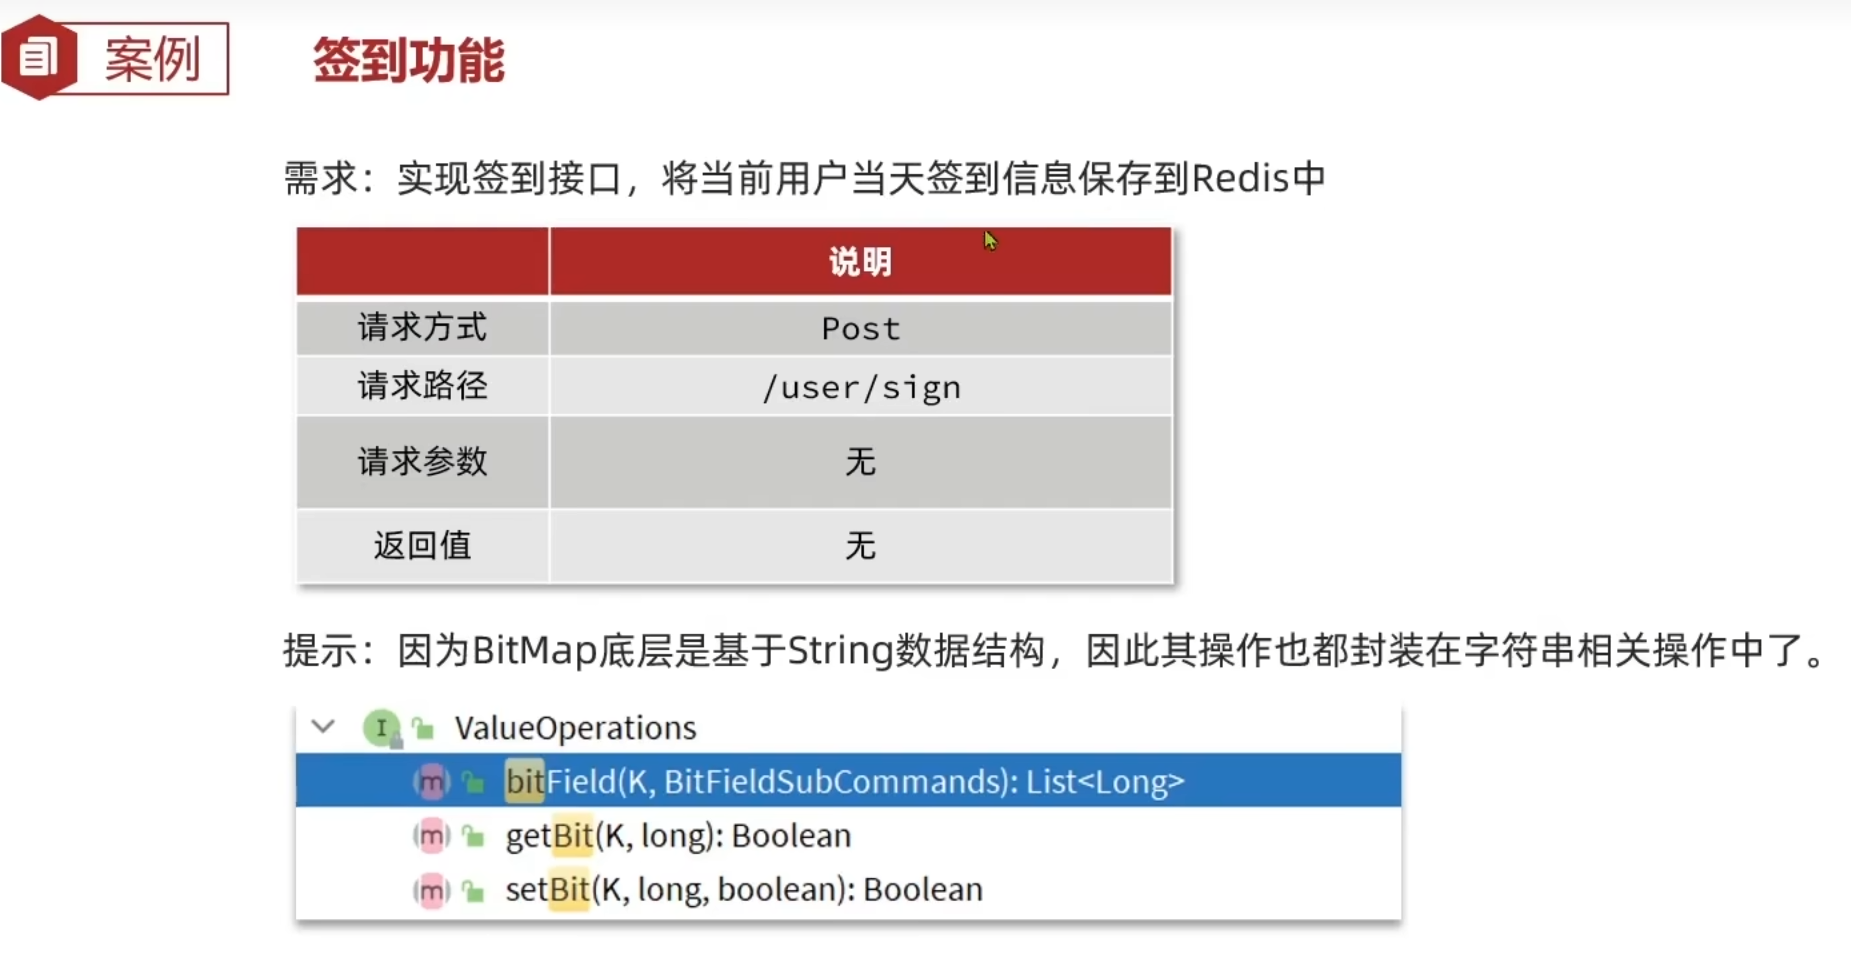 案例
签到功能
需求：实现签到接口，将当前用户当天签到信息保存到Redis中
说明
请求方式 Post
请求路径 /user/sign
请求参数 无
返回值 无
提示：因为BitMap底层是基于String数据结构，因此其操作也都封装在字符串相关操作中了。
I ValueOperations
m bitField(K, BitFieldSubCommands): List<Long>
m getBit(K, long): Boolean
m setBit(K, long, boolean): Boolean